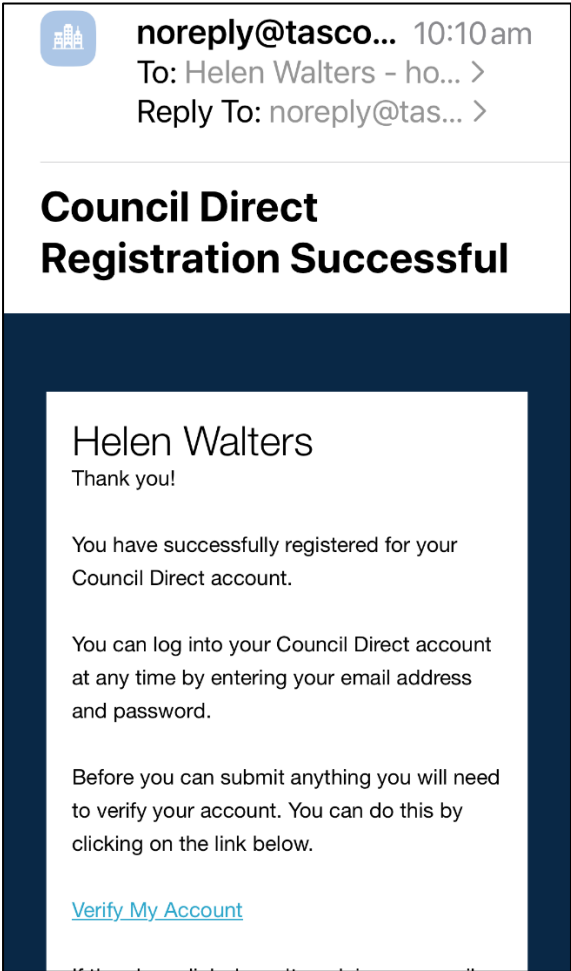 noreply@tasco... 10:10 am
To: Helen Walters – ho... >
Reply To: noreply@tas... >
Council Direct
Registration Successful
Helen Walters
Thank you!
You have successfully registered for your
Council Direct account.
You can log into your Council Direct account
at any time by entering your email address
and password.
Before you can submit anything you will need
to verify your account. You can do this by
clicking on the link below.
Verify My Account